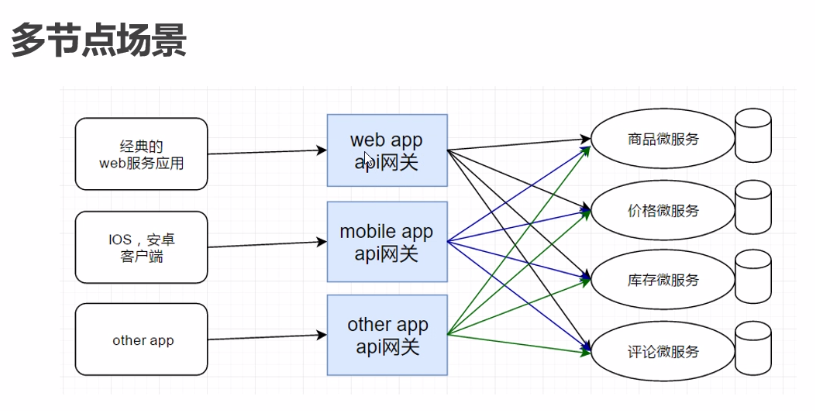 多节点场景
经典的
web服务应用
web app
api网关
商品微服务
价格微服务
IOS，安卓
客户端
mobile app
api网关
库存微服务
other app
other app
api网关
评论微服务